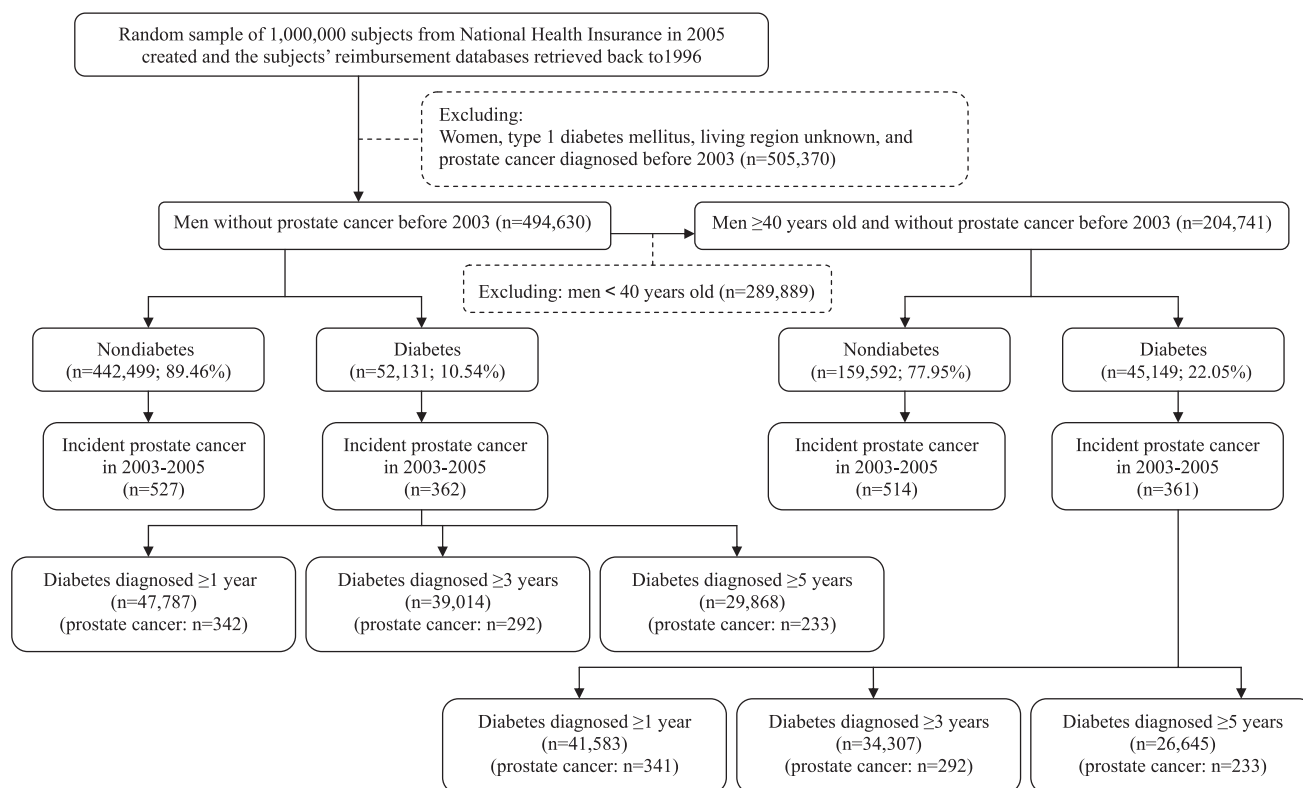 Random sample of 1,000,000 subjects from National Health Insurance in 2005
created and the subjects’ reimbursement databases retrieved back to1996
Excluding:
Women, type 1 diabetes mellitus, living region unknown, and
prostate cancer diagnosed before 2003 (n=505,370)
Men without prostate cancer before 2003 (n=494,630)
Men ≥40 years old and without prostate cancer before 2003 (n=204,741)
Excluding: men < 40 years old (n=289,889)
Nondiabetes
(n=442,499; 89.46%)
Diabetes
(n=52,131; 10.54%)
Nondiabetes
(n=159,592; 77.95%)
Diabetes
(n=45,149; 22.05%)
Incident prostate cancer
in 2003-2005
(n=527)
Incident prostate cancer
in 2003-2005
(n=362)
Incident prostate cancer
in 2003-2005
(n=514)
Incident prostate cancer
in 2003-2005
(n=361)
Diabetes diagnosed ≥1 year
(n=47,787)
(prostate cancer: n=342)
Diabetes diagnosed ≥3 years
(n=39,014)
(prostate cancer: n=292)
Diabetes diagnosed ≥5 years
(n=29,868)
(prostate cancer: n=233)
Diabetes diagnosed ≥1 year
(n=41,583)
(prostate cancer: n=341)
Diabetes diagnosed ≥3 years
(n=34,307)
(prostate cancer: n=292)
Diabetes diagnosed ≥5 years
(n=26,645)
(prostate cancer: n=233)